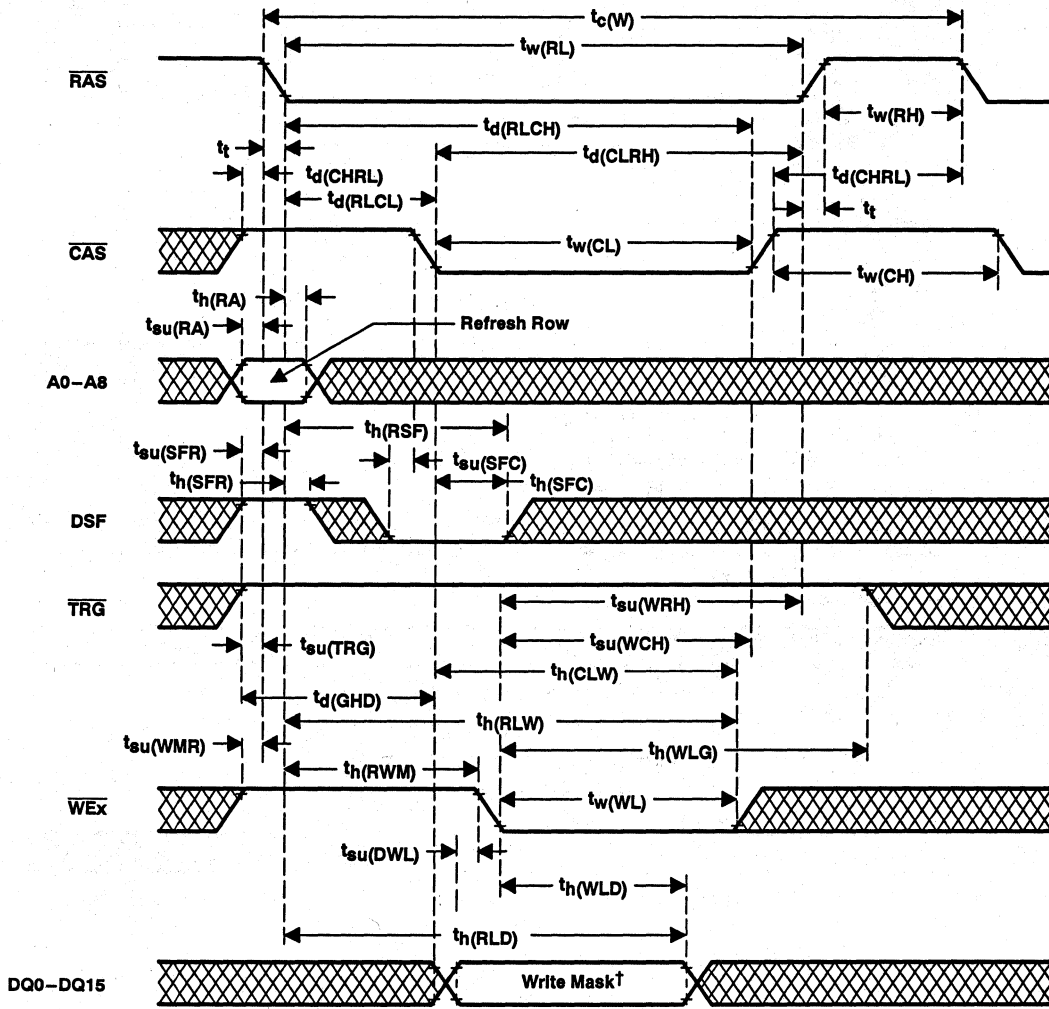 tc(W)
tw(RL)
RAS
tw(RH)
td(RLCH)
tt
td(CLRH)
td(CHRL)
td(CHRL)
td(RLCL)
tt
CAS
tw(CL)
tw(CH)
th(RA)
tsu(RA)
Refresh Row
A0–A8
th(RSF)
tsu(SFR)
tsu(SFC)
th(SFR)
th(SFC)
DSF
TRG
tsu(WRH)
tsu(TRG)
tsu(WCH)
th(CLW)
td(GHD)
th(RLW)
tsu(WMR)
th(WLG)
th(RWM)
WEx
tw(WL)
tsu(DWL)
th(WLD)
th(RLD)
DQ0–DQ15
Write Mask†